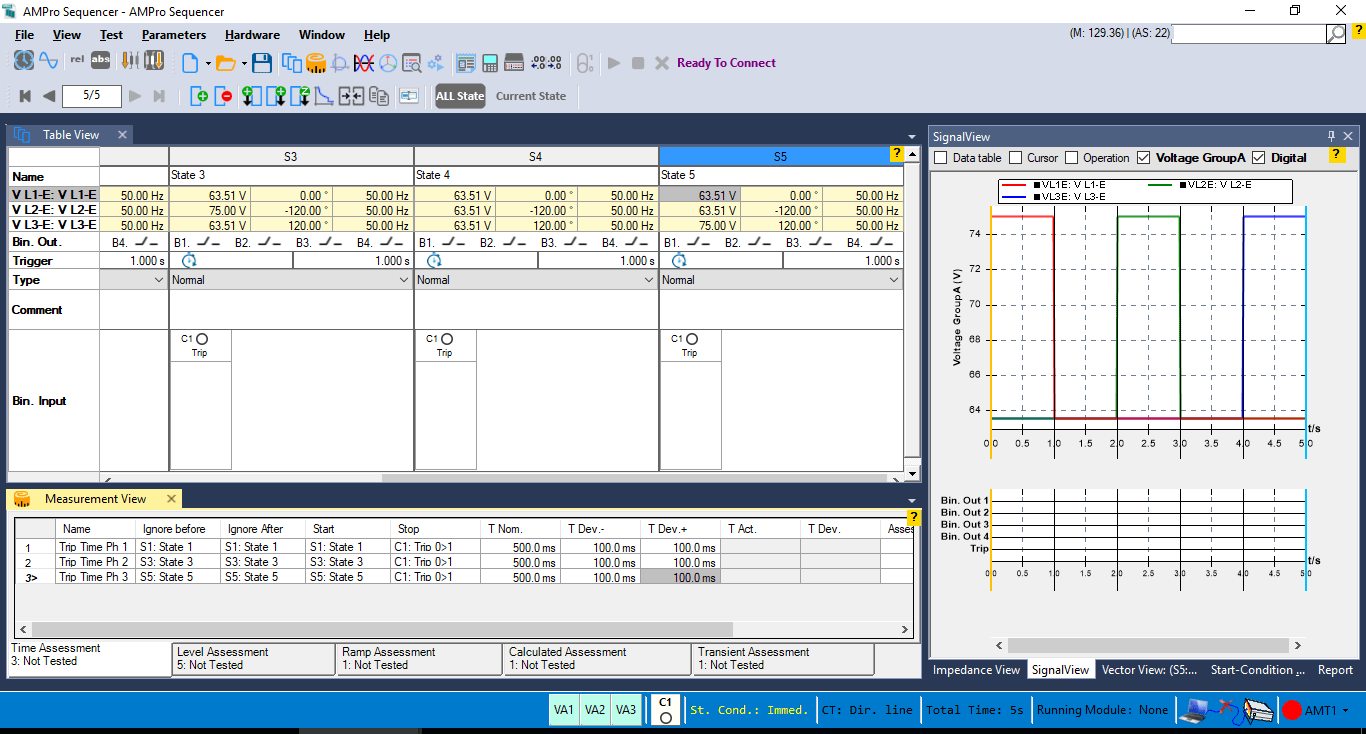 AMPro Sequencer - AMPro Sequencer
File View Test Parameters Hardware Window Help
(M: 129.36) | (AS: 22)
?
rel abs
Ready To Connect
5/5
ALL State Current State
Table View
S3 S4 S5 ?
Name State 3 State 4 State 5
V L1-E: V L1-E 50.00 Hz 63.51 V 0.00 ° 50.00 Hz 63.51 V 0.00 ° 50.00 Hz 63.51 V 0.00 ° 50.00 Hz
V L2-E: V L2-E 50.00 Hz 75.00 V -120.00 ° 50.00 Hz 63.51 V -120.00 ° 50.00 Hz 63.51 V -120.00 ° 50.00 Hz
V L3-E: V L3-E 50.00 Hz 63.51 V 120.00 ° 50.00 Hz 63.51 V 120.00 ° 50.00 Hz 75.00 V 120.00 ° 50.00 Hz
Bin. Out. B4. B1. B2. B3. B4. B1. B2. B3. B4. B1. B2. B3. B4.
Trigger 1.000 s 1.000 s 1.000 s 1.000 s
Type Normal Normal Normal
Comment
C1 C1 C1
Trip Trip Trip
Bin. Input
Measurement View
?
Name Ignore before Ignore After Start Stop T Nom. T Dev.- T Dev.+ T Act. T Dev. Asses
1 Trip Time Ph 1 S1: State 1 S1: State 1 S1: State 1 C1: Trip 0>1 500.0 ms 100.0 ms 100.0 ms
2 Trip Time Ph 2 S3: State 3 S3: State 3 S3: State 3 C1: Trip 0>1 500.0 ms 100.0 ms 100.0 ms
3> Trip Time Ph 3 S5: State 5 S5: State 5 S5: State 5 C1: Trip 0>1 500.0 ms 100.0 ms 100.0 ms
Time Assessment
3: Not Tested
Level Assessment
5: Not Tested
Ramp Assessment
1: Not Tested
Calculated Assessment
1: Not Tested
Transient Assessment
1: Not Tested
SignalView
Data table Cursor Operation Voltage GroupA Digital ?
VL1E: V L1-E VL2E: V L2-E
VL3E: V L3-E
Voltage GroupA (V)
74
72
70
68
66
64
t/s
0.0 0.5 1.0 1.5 2.0 2.5 3.0 3.5 4.0 4.5 5.0
Bin. Out 1
Bin. Out 2
Bin. Out 3
Bin. Out 4
Trip
t/s
0.0 0.5 1.0 1.5 2.0 2.5 3.0 3.5 4.0 4.5 5.0
Impedance View SignalView Vector View: (S5:... Start-Condition ,.. Report
VA1 VA2 VA3 C1 St. Cond.: Immed. CT: Dir. line Total Time: 5s Running Module: None AMT1